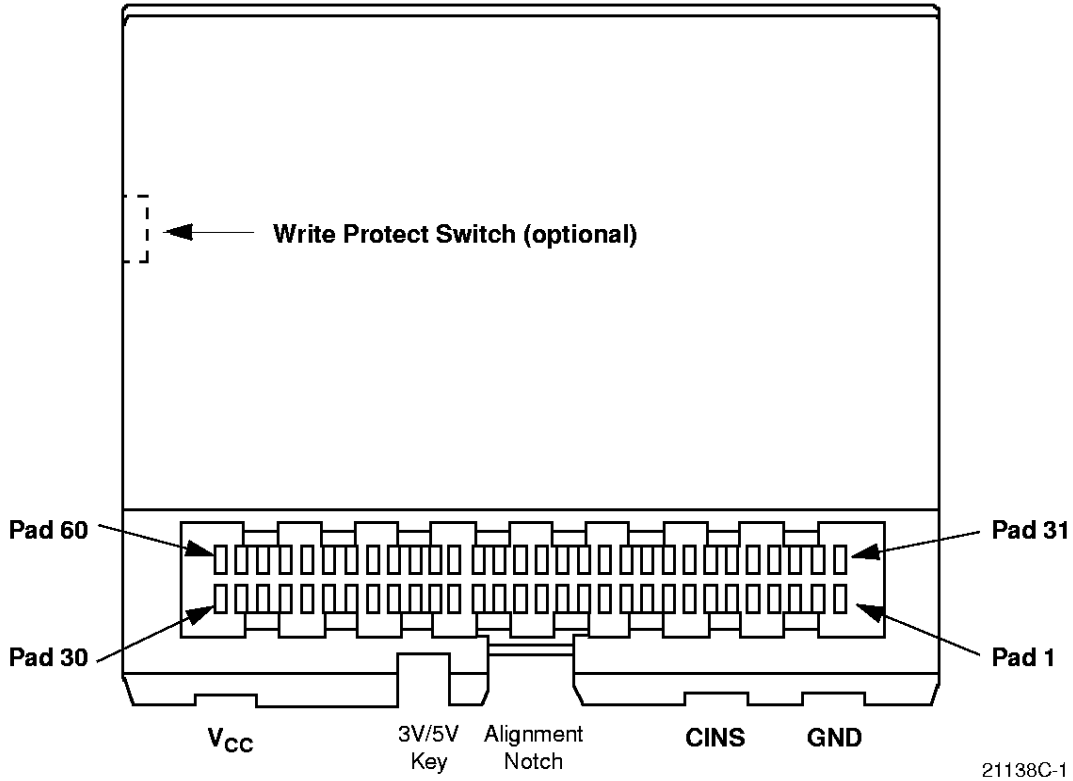 Write Protect Switch (optional)
Pad 60
Pad 31
Pad 30
Pad 1
VCC
3V/5V
Key
Alignment
Notch
CINS
GND
21138C-1